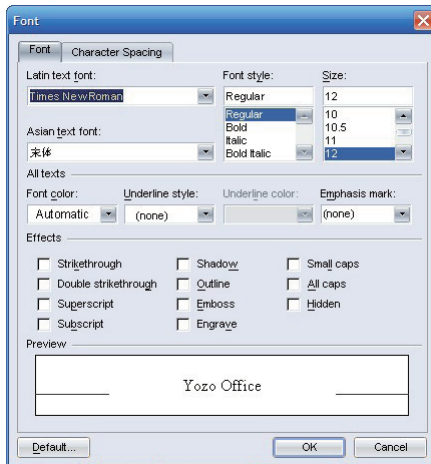 Font
Font Character Spacing
Latin text font: Font style: Size:
Times New Roman Regular 12
Regular 10
Bold 10.5
Asian text font: Italic 11
宋体 Bold Italic 12
All texts
Font color: Underline style: Underline color: Emphasis mark:
Automatic (none) (none)
Effects
Strikethrough Shadow Small caps
Double strikethrough Outline All caps
Superscript Emboss Hidden
Subscript Engrave
Preview
Yozo Office
Default... OK Cancel